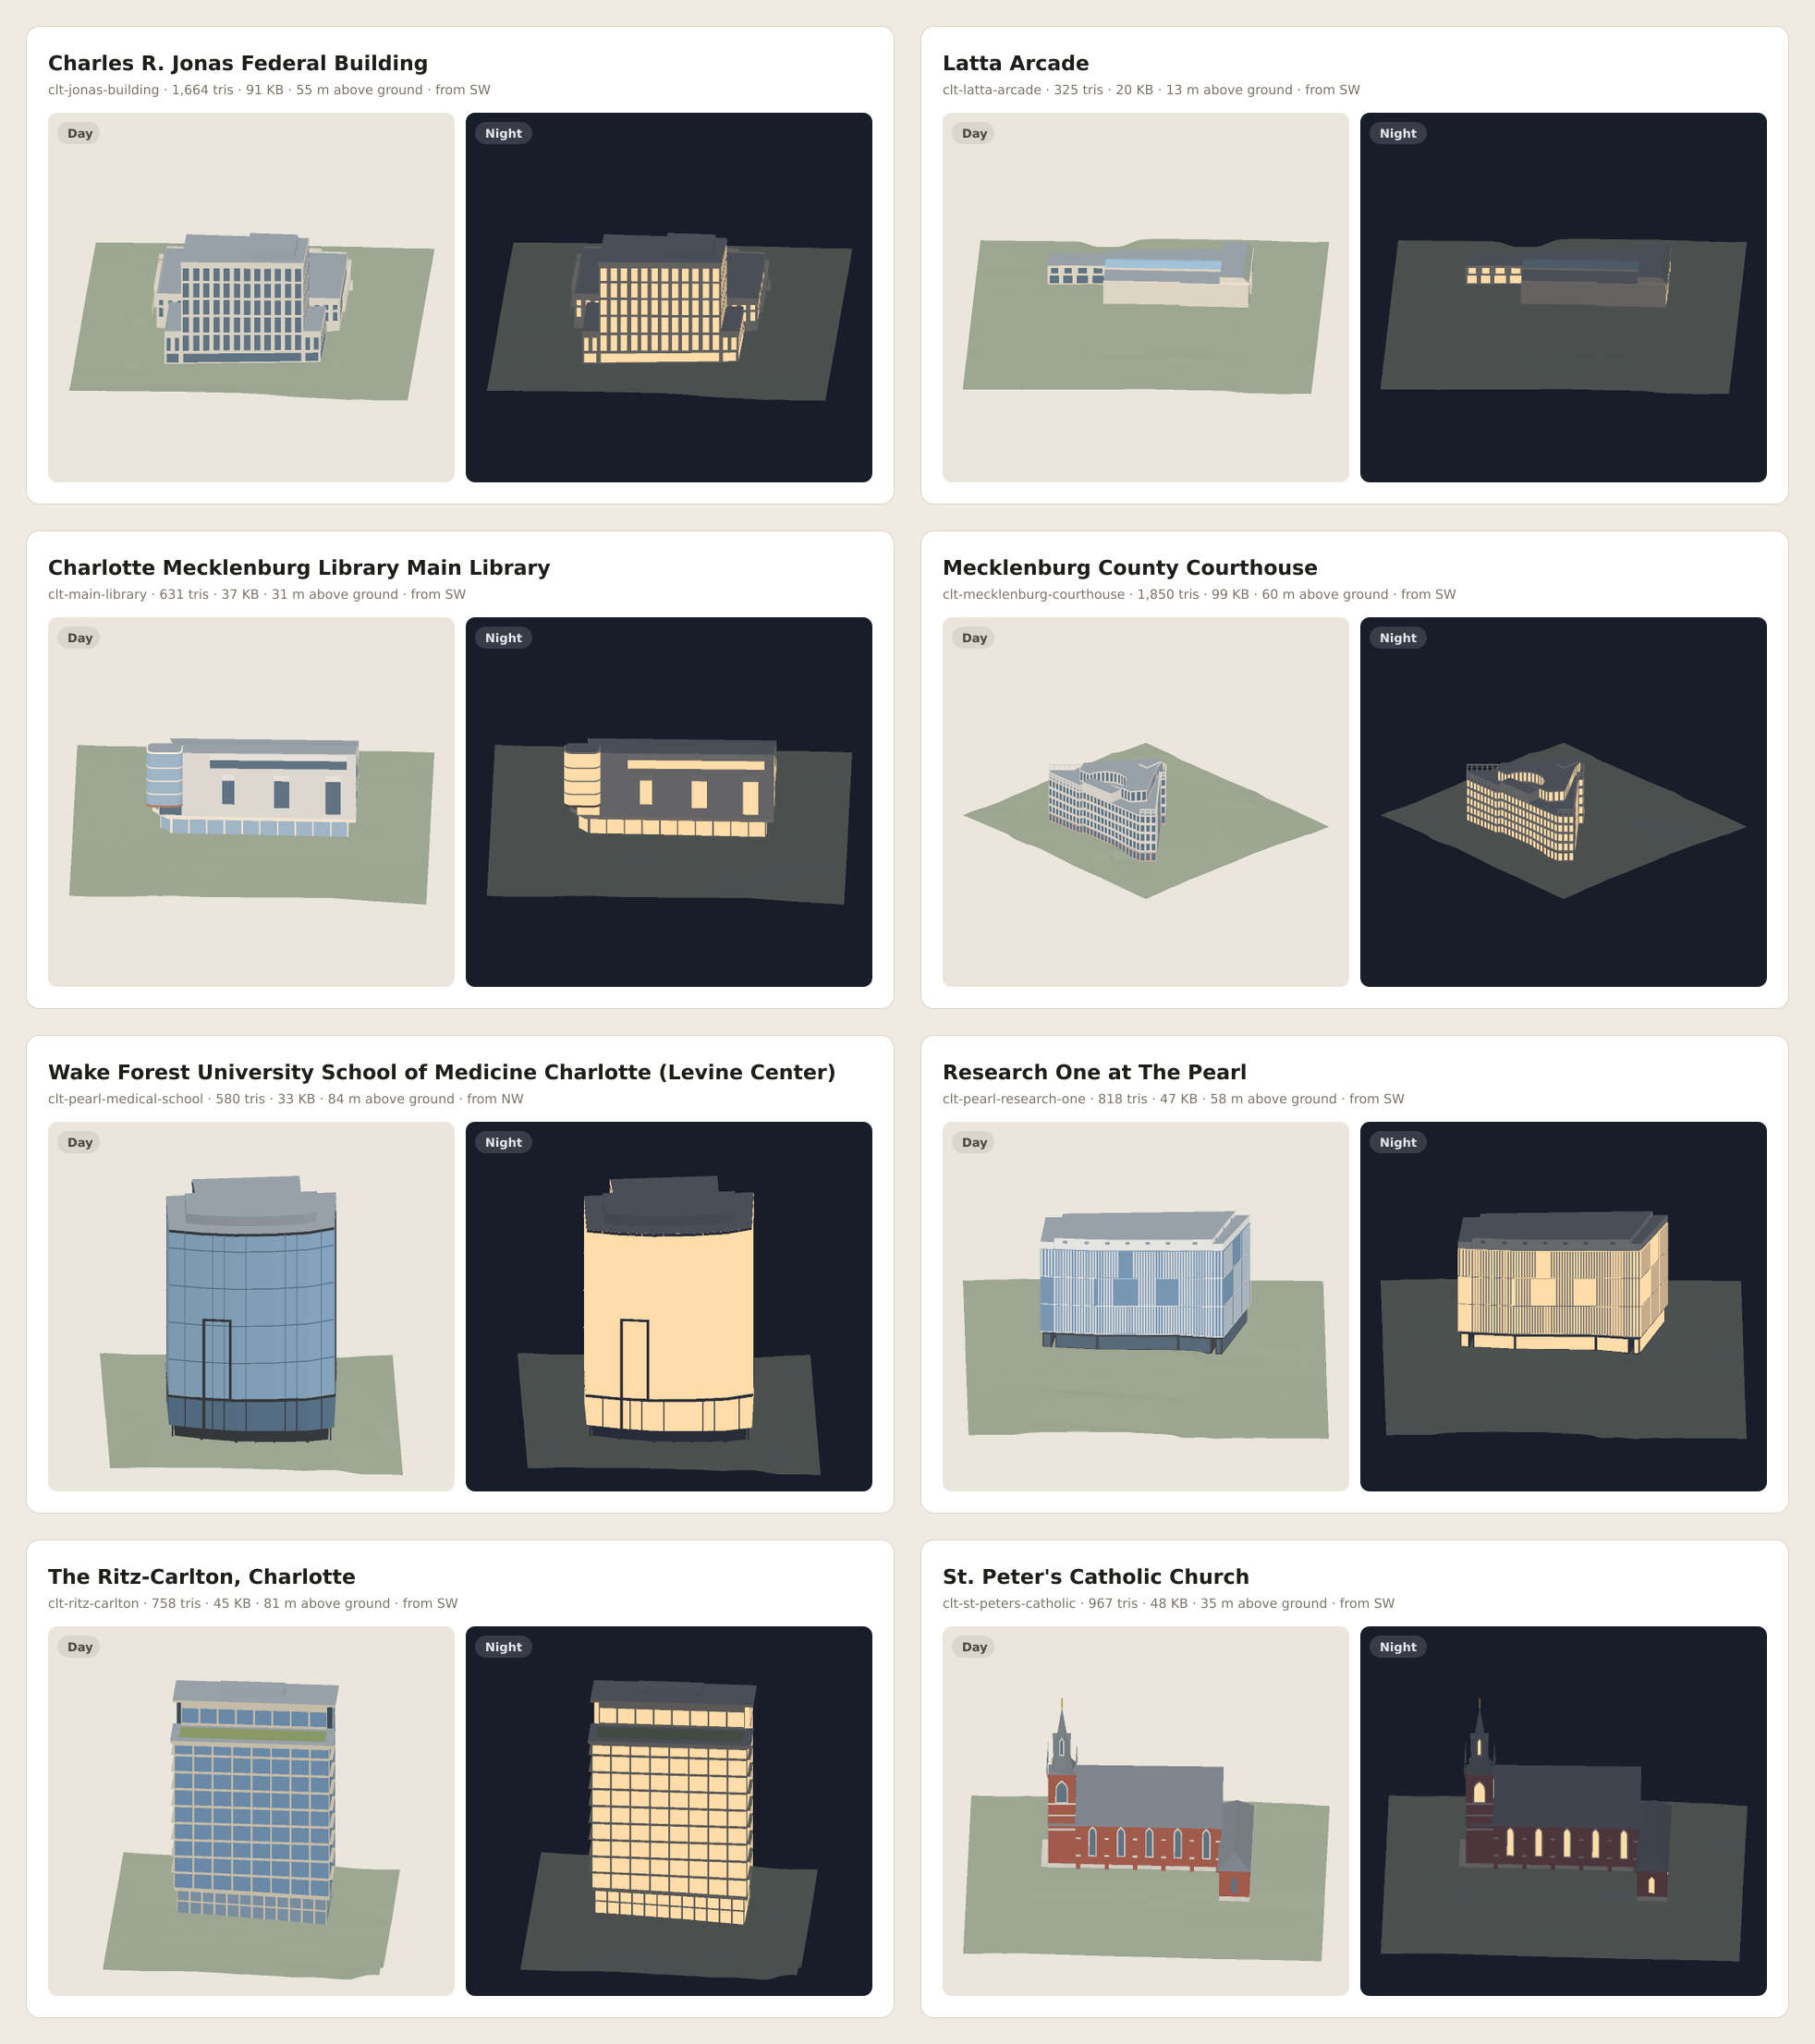 Charles R. Jonas Federal Building
clt-jonas-building · 1,664 tris · 91 KB · 55 m above ground · from SW
Day
Night
Latta Arcade
clt-latta-arcade · 325 tris · 20 KB · 13 m above ground · from SW
Day
Night
Charlotte Mecklenburg Library Main Library
clt-main-library · 631 tris · 37 KB · 31 m above ground · from SW
Day
Night
Mecklenburg County Courthouse
clt-mecklenburg-courthouse · 1,850 tris · 99 KB · 60 m above ground · from SW
Day
Night
Wake Forest University School of Medicine Charlotte (Levine Center)
clt-pearl-medical-school · 580 tris · 33 KB · 84 m above ground · from NW
Day
Night
Research One at The Pearl
clt-pearl-research-one · 818 tris · 47 KB · 58 m above ground · from SW
Day
Night
The Ritz-Carlton, Charlotte
clt-ritz-carlton · 758 tris · 45 KB · 81 m above ground · from SW
Day
Night
St. Peter's Catholic Church
clt-st-peters-catholic · 967 tris · 48 KB · 35 m above ground · from SW
Day
Night